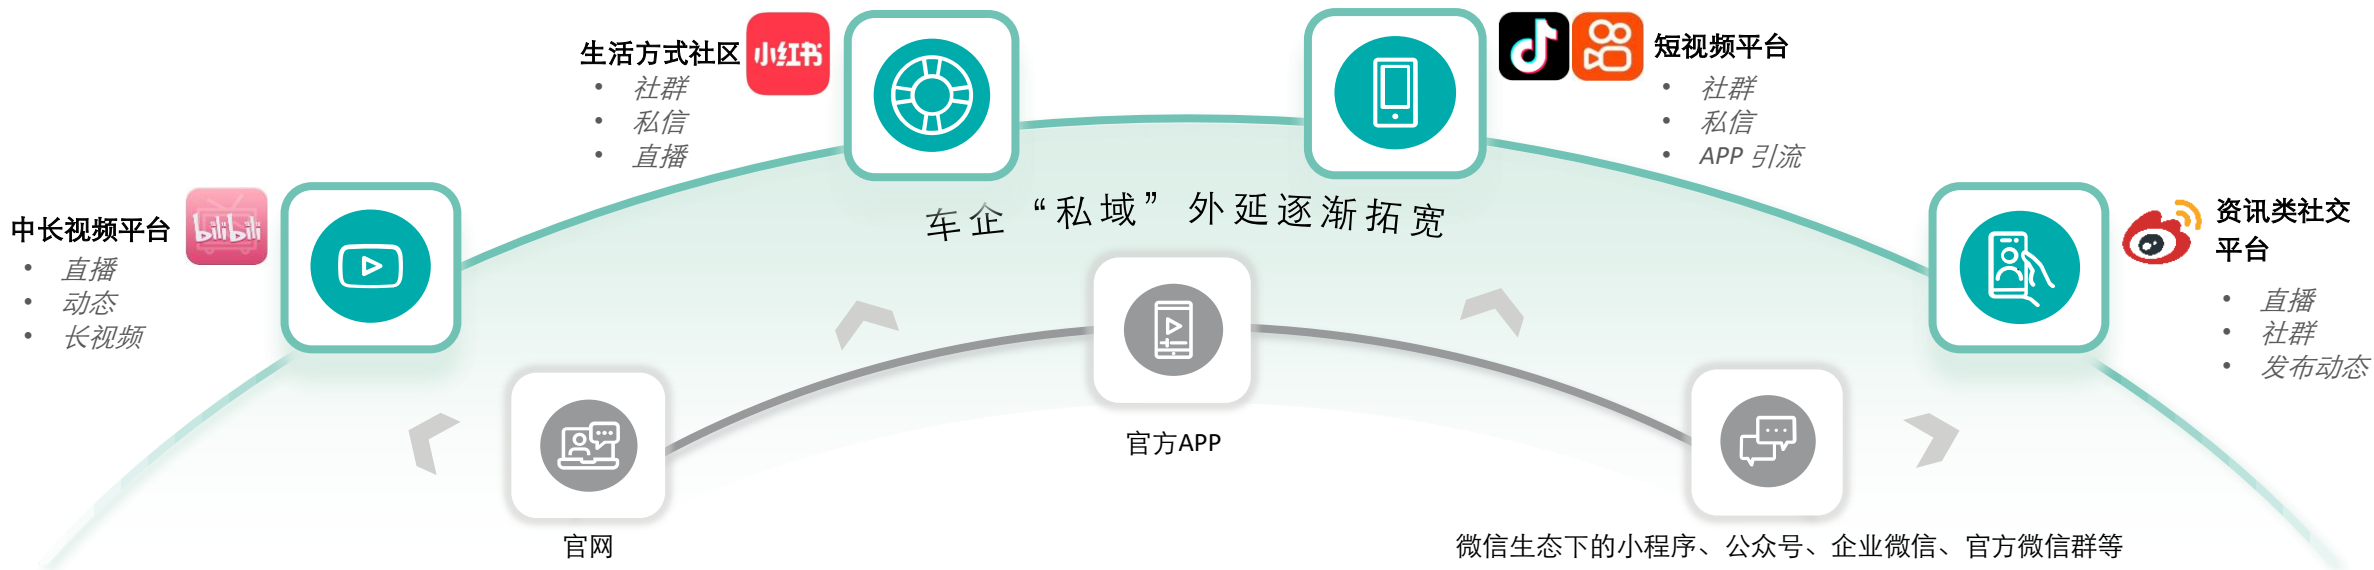 中长视频平台
bilibili
• 直播
• 动态
• 长视频
生活方式社区
小红书
• 社群
• 私信
• 直播
短视频平台
• 社群
• 私信
• APP 引流
资讯类社交
平台
• 直播
• 社群
• 发布动态
车企“私域”外延逐渐拓宽
官网
官方APP
微信生态下的小程序、公众号、企业微信、官方微信群等